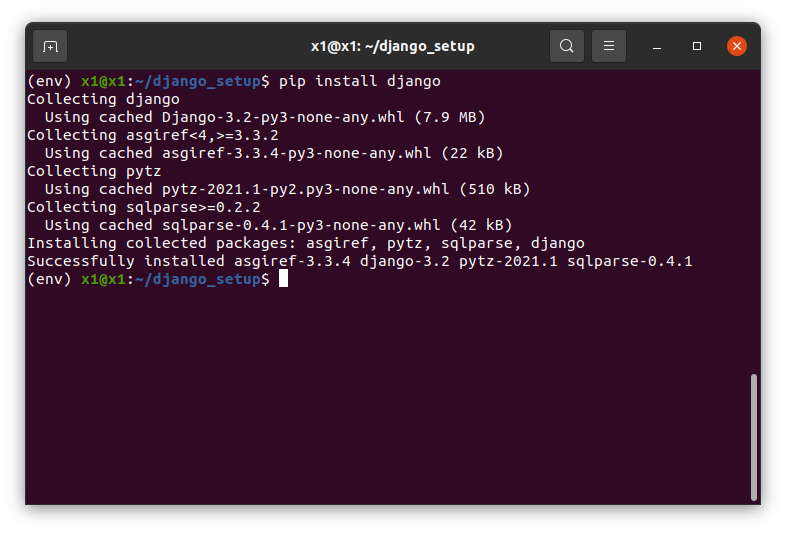 x1@x1: ~/django_setup
(env) x1@x1:~/django_setup$ pip install django
Collecting django
  Using cached Django-3.2-py3-none-any.whl (7.9 MB)
Collecting asgiref<4,>=3.3.2
  Using cached asgiref-3.3.4-py3-none-any.whl (22 kB)
Collecting pytz
  Using cached pytz-2021.1-py2.py3-none-any.whl (510 kB)
Collecting sqlparse>=0.2.2
  Using cached sqlparse-0.4.1-py3-none-any.whl (42 kB)
Installing collected packages: asgiref, pytz, sqlparse, django
Successfully installed asgiref-3.3.4 django-3.2 pytz-2021.1 sqlparse-0.4.1
(env) x1@x1:~/django_setup$